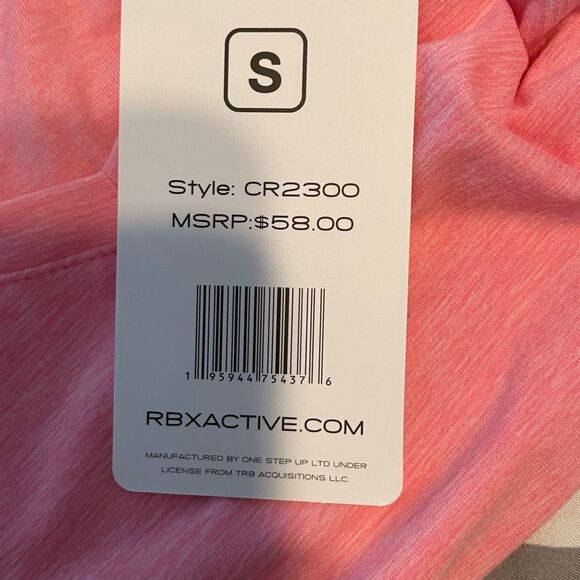 S
Style: CR2300
MSRP:$58.00
1 95944 75437 6
RBXACTIVE.COM
MANUFACTURED BY ONE STEP UP LTD UNDER
LICENSE FROM TRB ACQUISITIONS LLC